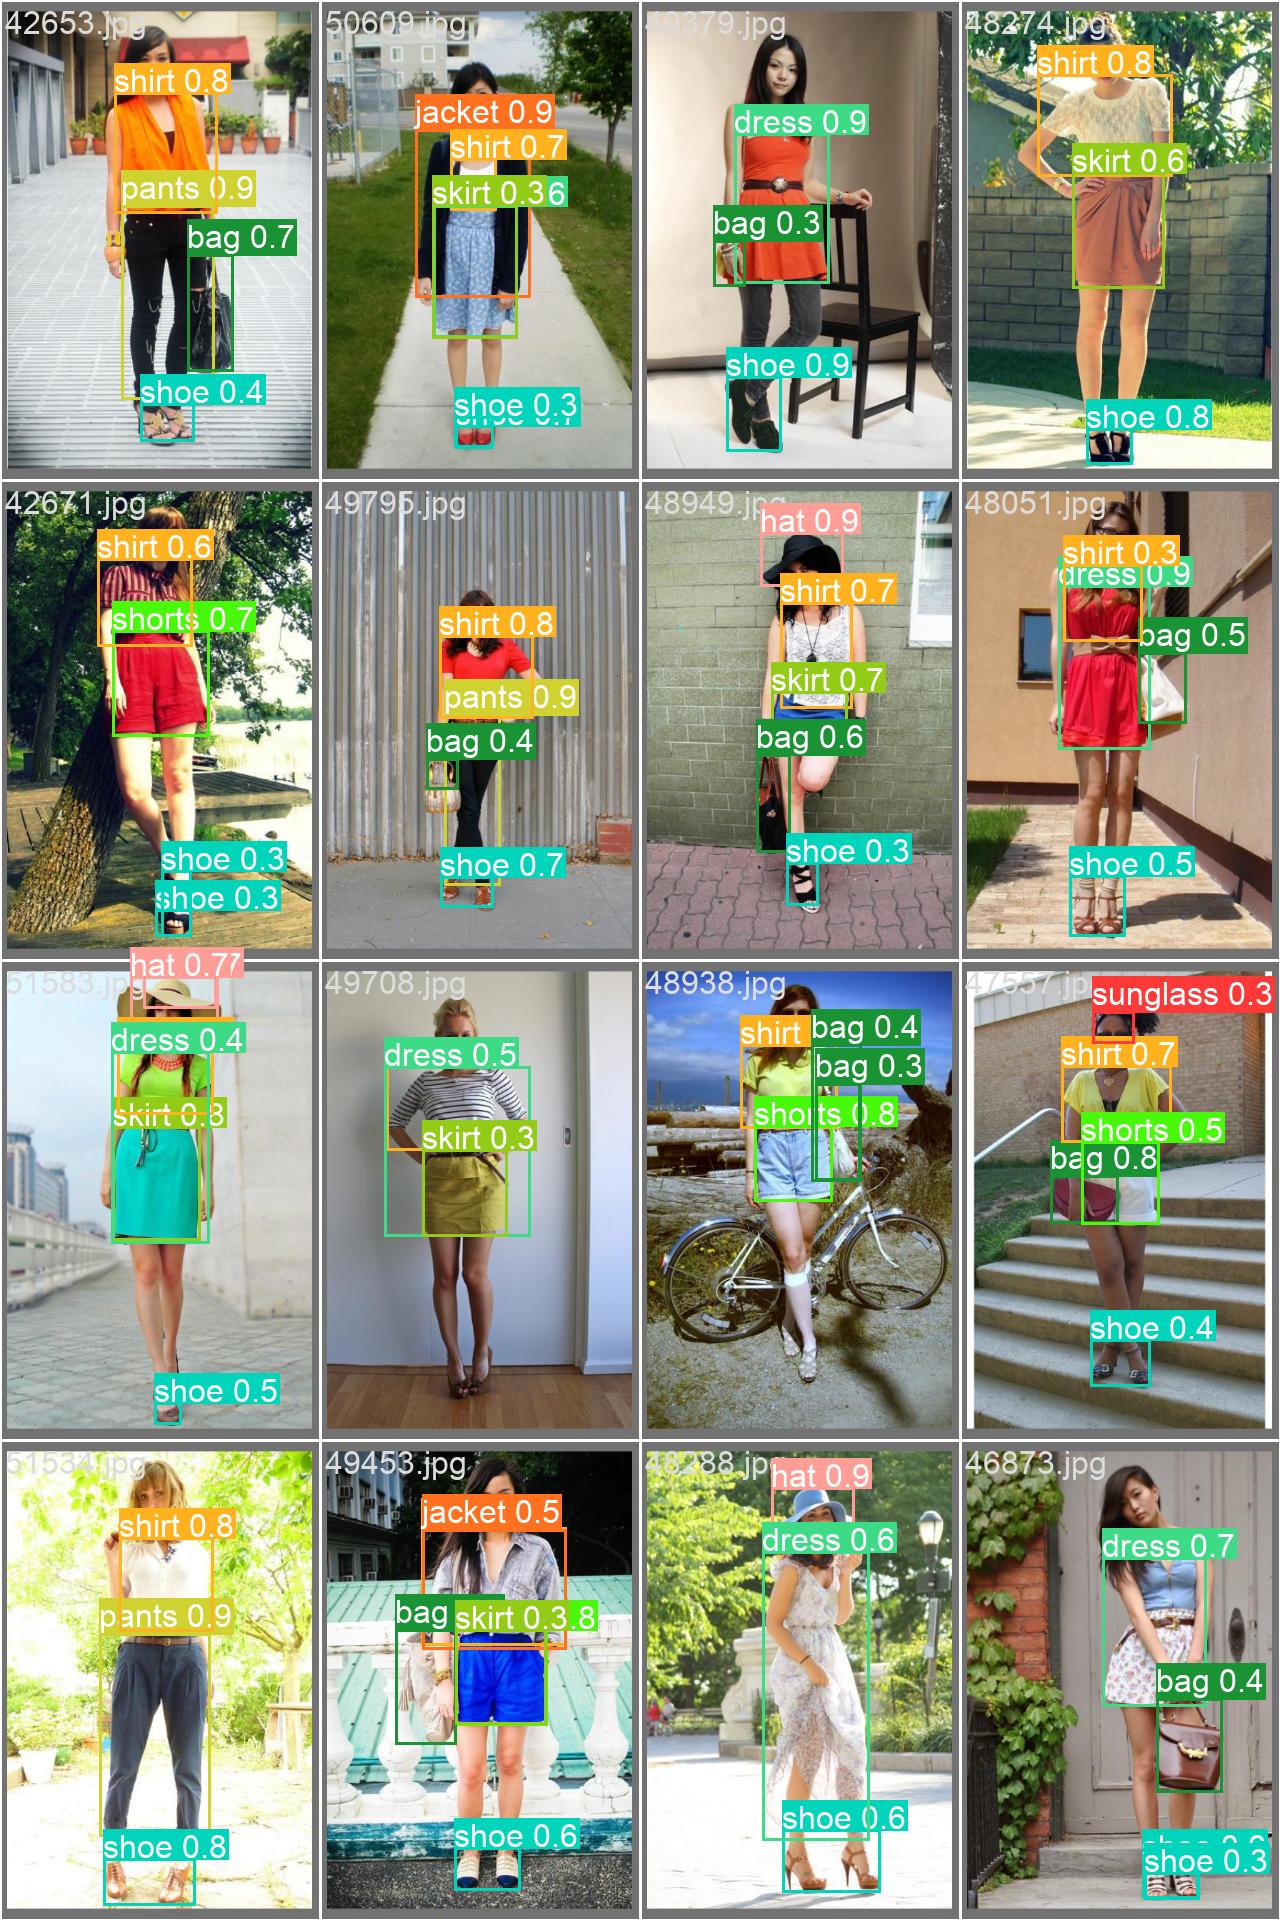 42653.jpg
shirt 0.8
pants 0.9
bag 0.7
shoe 0.4
50609.jpg
jacket 0.9
shirt 0.7
skirt 0.3 6
shoe 0.3
49379.jpg
dress 0.9
bag 0.3
shoe 0.9
48274.jpg
shirt 0.8
skirt 0.6
shoe 0.8
42671.jpg
shirt 0.6
shorts 0.7
shoe 0.3
shoe 0.3
49795.jpg
shirt 0.8
pants 0.9
bag 0.4
shoe 0.7
48949.jpg
hat 0.9
shirt 0.7
skirt 0.7
bag 0.6
shoe 0.3
48051.jpg
shirt 0.3
dress 0.9
bag 0.5
shoe 0.5
51583.jpg
hat 0.77
dress 0.4
skirt 0.8
shoe 0.5
49708.jpg
dress 0.5
skirt 0.3
48938.jpg
shirt
bag 0.4
bag 0.3
shorts 0.8
47557.jpg
sunglass 0.3
shirt 0.7
shorts 0.5
bag 0.8
shoe 0.4
51534.jpg
shirt 0.8
pants 0.9
shoe 0.8
49453.jpg
jacket 0.5
bag
skirt 0.3 .8
shoe 0.6
48288.jpg
hat 0.9
dress 0.6
shoe 0.6
46873.jpg
dress 0.7
bag 0.4
shoe 0.3